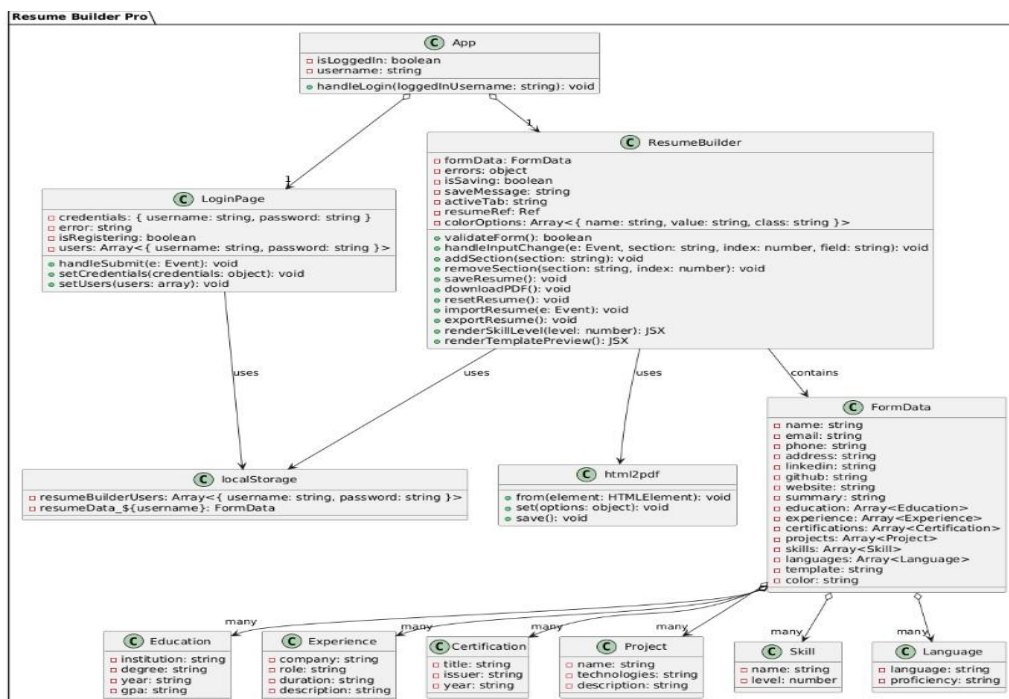 Resume Builder Pro
C App
isLoggedIn: boolean
username: string
handleLogin(loggedInUsername: string): void
1
1
C ResumeBuilder
formData: FormData
errors: object
isSaving: boolean
saveMessage: string
activeTab: string
resumeRef: Ref
colorOptions: Array<{ name: string, value: string, class: string }>
validateForm(): boolean
handleInputChange(e: Event, section: string, index: number, field: string): void
addSection(section: string): void
removeSection(section: string, index: number): void
saveResume(): void
downloadPDF(): void
resetResume(): void
importResume(e: Event): void
exportResume(): void
renderSkillLevel(level: number): JSX
renderTemplatePreview(): JSX
C LoginPage
credentials: { username: string, password: string }
error: string
isRegistering: boolean
users: Array<{ username: string, password: string }>
handleSubmit(e: Event): void
setCredentials(credentials: object): void
setUsers(users: array): void
uses
uses
uses
contains
C FormData
name: string
email: string
phone: string
address: string
linkedin: string
github: string
website: string
summary: string
education: Array<Education>
experience: Array<Experience>
certifications: Array<Certification>
projects: Array<Project>
skills: Array<Skill>
languages: Array<Language>
template: string
color: string
C localStorage
resumeBuilderUsers: Array<{ username: string, password: string }>
resumeData_${username}: FormData
C html2pdf
from(element: HTMLElement): void
set(options: object): void
save(): void
many
many
many
many
many
many
C Education
institution: string
degree: string
year: string
gpa: string
C Experience
company: string
role: string
duration: string
description: string
C Certification
title: string
issuer: string
year: string
C Project
name: string
technologies: string
description: string
C Skill
name: string
level: number
C Language
language: string
proficiency: string